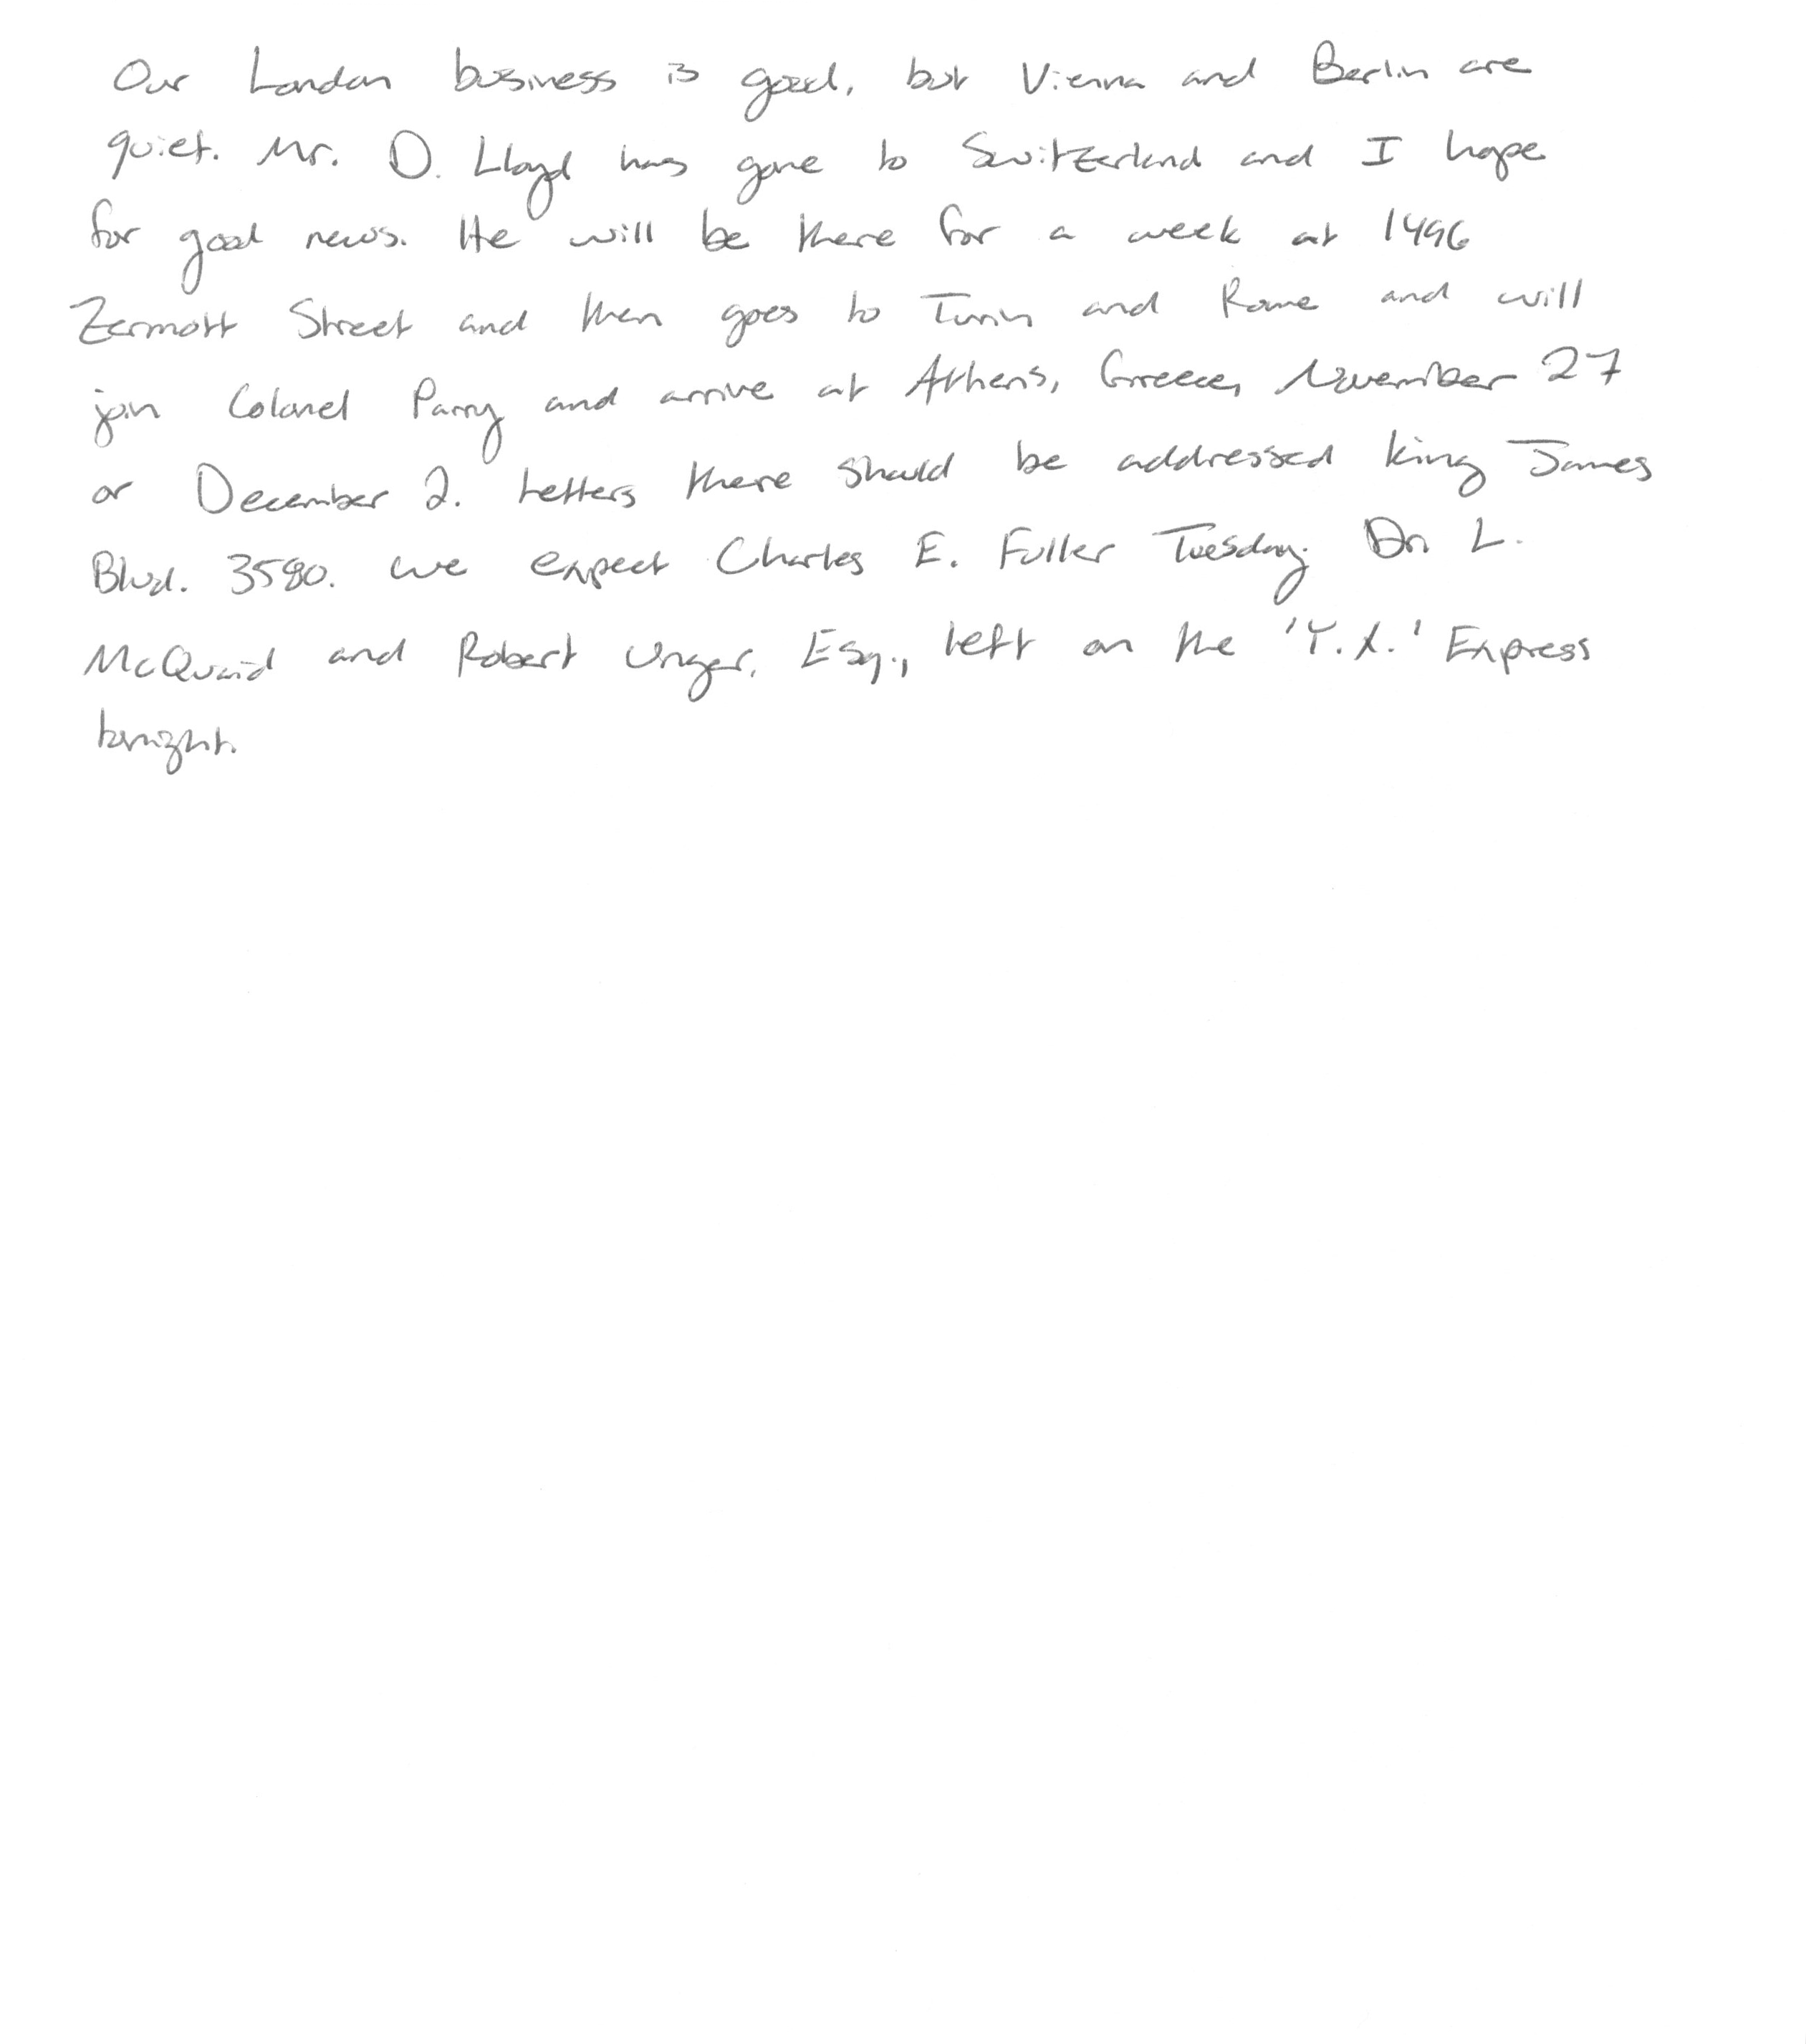 Our London business is good, but Vienna and Berlin are
quiet. Mr. D. Lloyd has gone to Switzerland and I hope
for good news. He will be there for a week at 1496
Zermott Street and then goes to Turin and Rome and will
join Colonel Parry and arrive at Athens, Greece, November 27
or December 2. Letters there should be addressed King James
Blvd. 3580. We expect Charles E. Fuller Tuesday. Dr. L.
McQuaid and Robert Unger, Esq., left on the 'Y.X.' Express
tonight.